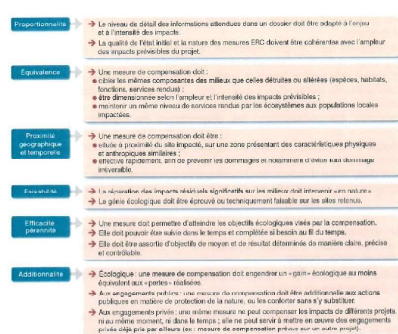 Proportionnalité
Le niveau de détail des informations attendues dans un dossier doit être adapté à l'enjeu
et à l'intensité des impacts.
La qualité de l'état initial et la nature des mesures ERC doivent être cohérentes avec l'ampleur
des impacts prévisibles du projet.
Équivalence
Une mesure de compensation doit :
cibler les mêmes composantes des milieux que celles détruites ou altérées (espèces, habitats,
fonctions, services rendus) ;
être dimensionnée selon l'ampleur et l'intensité des impacts prévisibles ;
maintenir un même niveau de services rendus par les écosystèmes aux populations locales
impactées.
Proximité
géographique
et temporelle
Une mesure de compensation doit être :
située à proximité du site impacté, sur une zone présentant des caractéristiques physiques
et anthropiques similaires ;
effective rapidement, afin de prévenir les dommages et notamment d'éviter tout dommage
irréversible.
Faisabilité
La réparation des impacts résiduels significatifs sur les milieux doit intervenir « en nature ».
Le génie écologique doit être éprouvé ou techniquement faisable sur les sites retenus.
Efficacité
pérennité
Une mesure doit permettre d'atteindre les objectifs écologiques visés par la compensation.
Elle doit pouvoir être suivie dans le temps et complétée si besoin au fil du temps.
Elle doit être assortie d'objectifs de moyen et de résultat déterminés de manière claire, précise
et contrôlable.
Additionnalité
Écologique : une mesure de compensation doit engendrer un « gain » écologique au moins
équivalent aux « pertes » réalisées.
Aux engagements publics : une mesure de compensation doit être additionnelle aux actions
publiques en matière de protection de la nature, ou les conforter sans s'y substituer.
Aux engagements privés : une même mesure ne peut compenser les impacts de différents projets
ni au même moment, ni dans le temps ; elle ne peut servir à mettre en œuvre des engagements
privés déjà pris par ailleurs (ex : mesure de compensation prévue sur un autre projet).